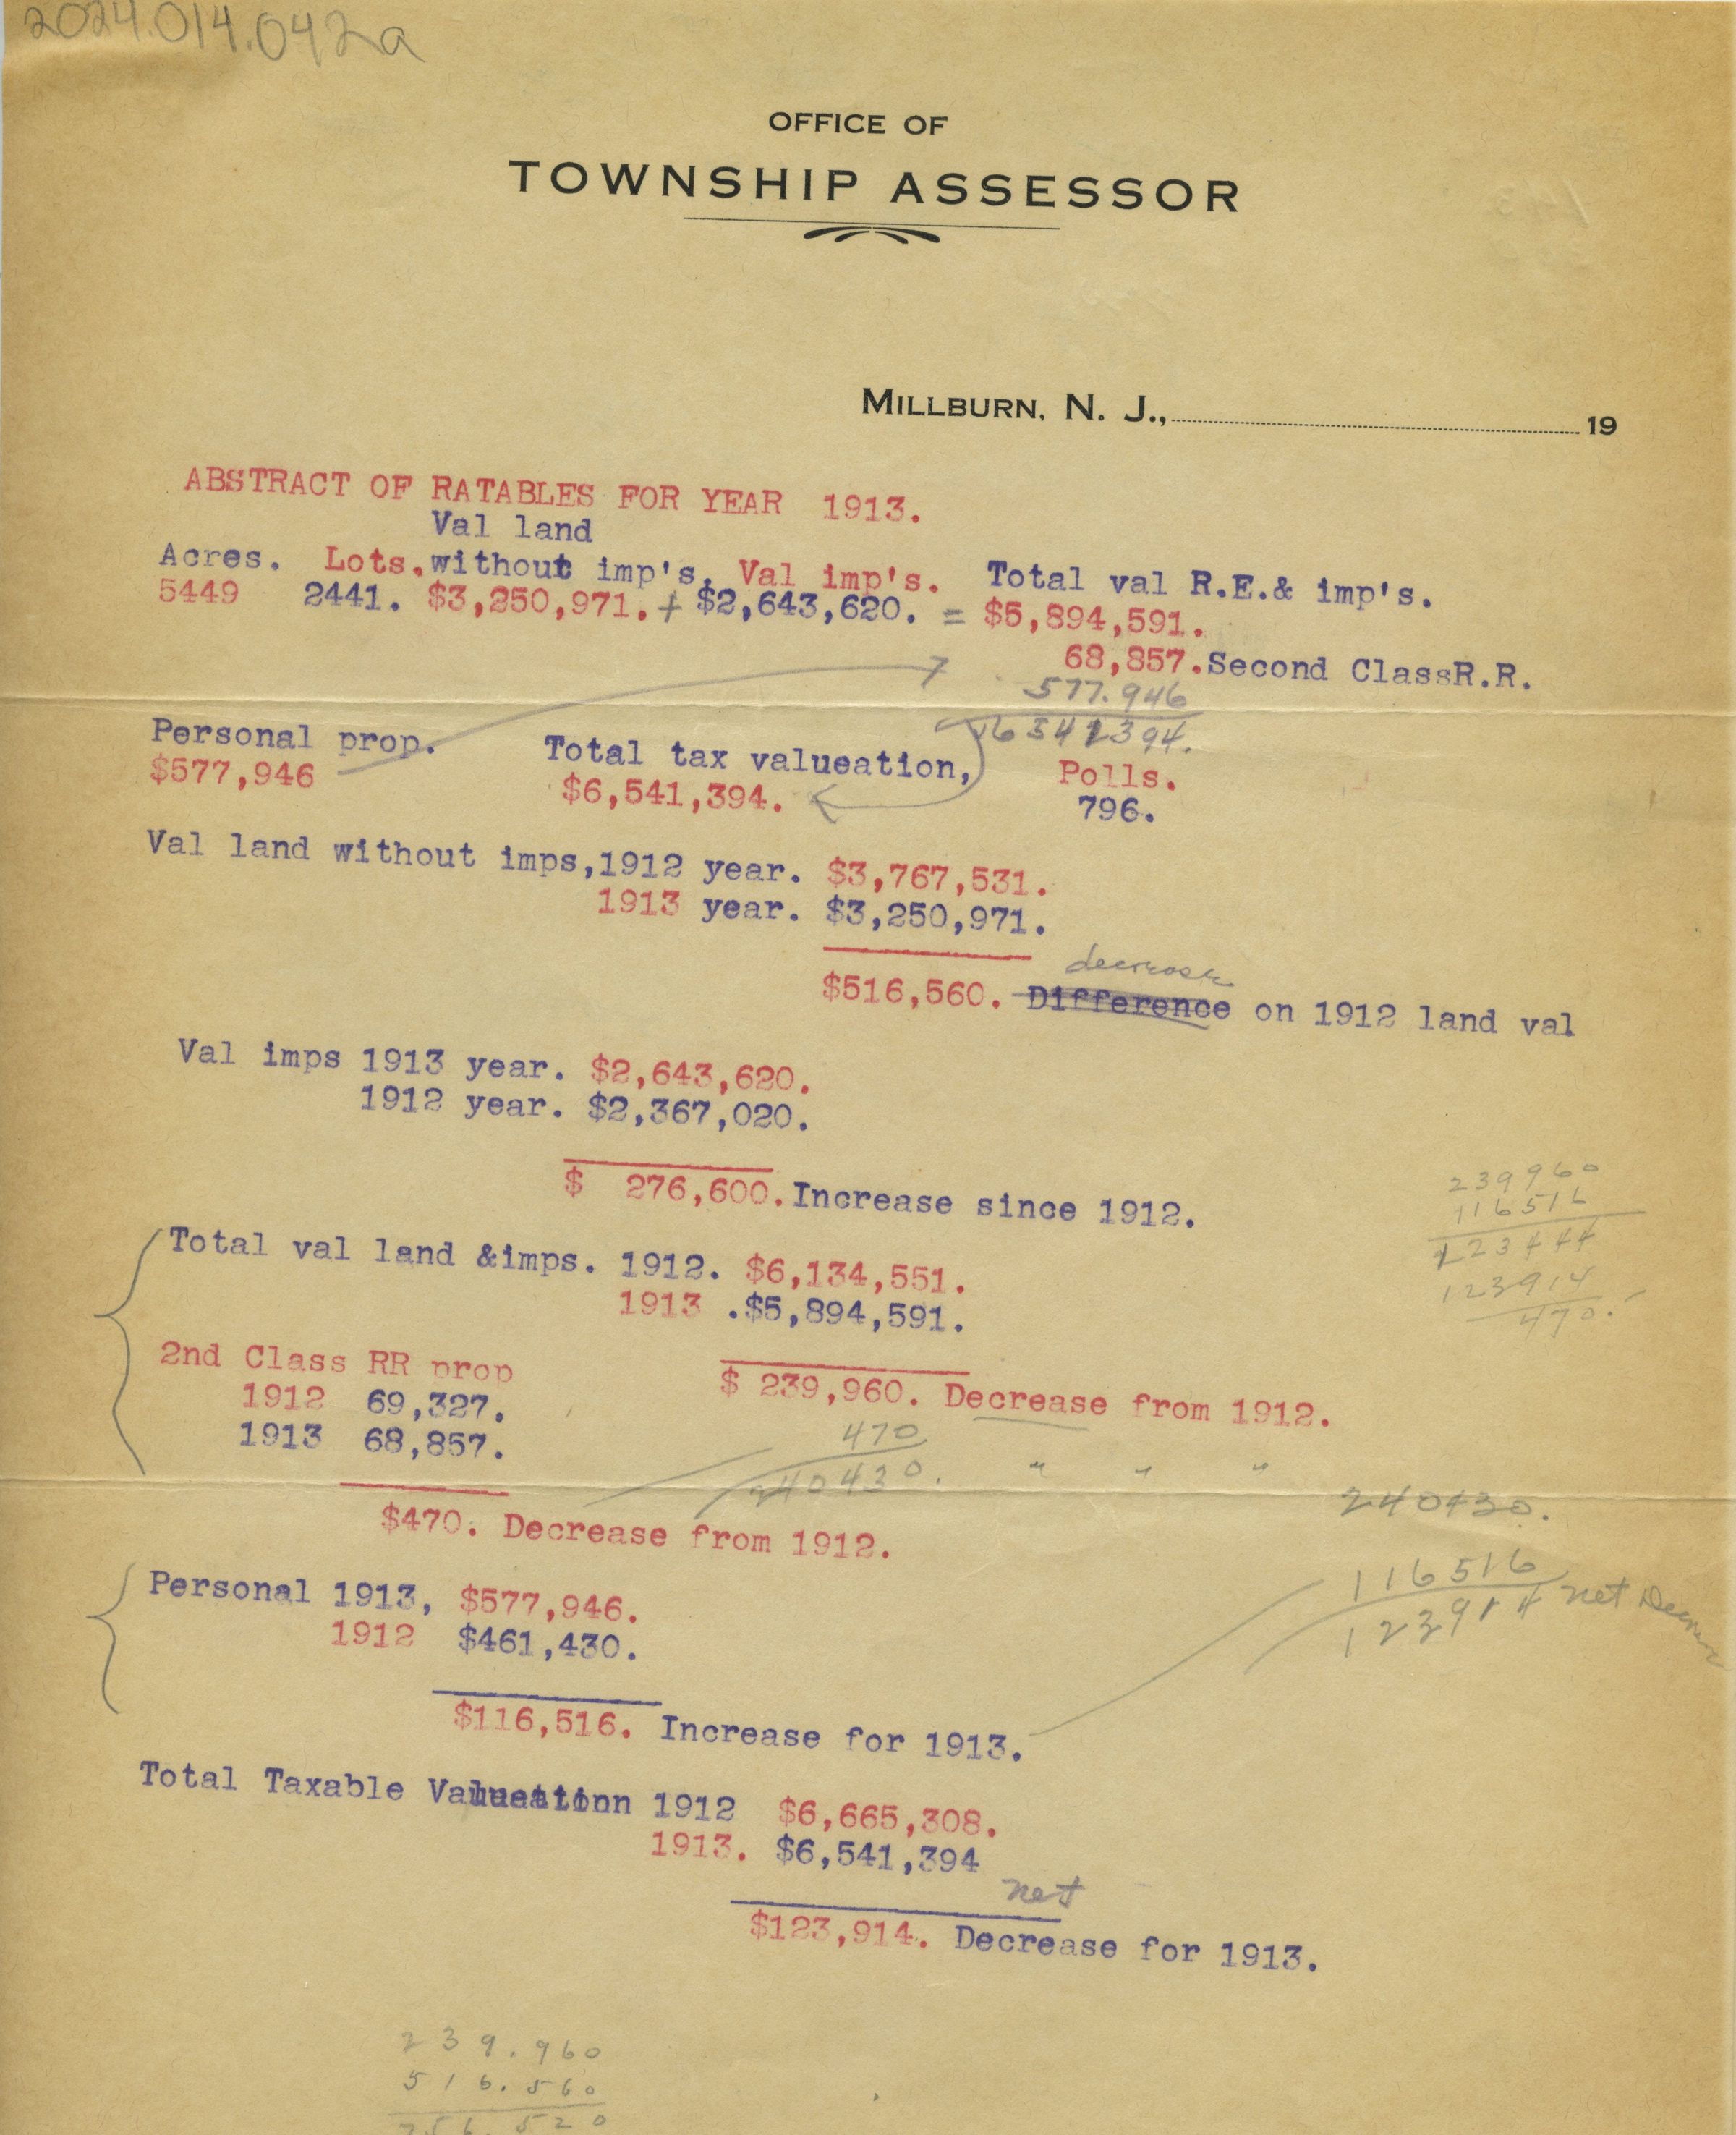 2024.014.042a
OFFICE OF
TOWNSHIP ASSESSOR
MILLBURN, N. J., 19
ABSTRACT OF RATABLES FOR YEAR 1913.
Val land
Acres. Lots. without imp's, Val imp's. Total val R.E.& imp's.
5449 2441. $3,250,971. + $2,643,620. = $5,894,591.
68,857. Second ClassR.R.
577.946
6541394.
Personal prop. Total tax valueation, Polls.
$577,946 $6,541,394. 796.
Val land without imps,1912 year. $3,767,531.
1913 year. $3,250,971.
decrease
$516,560. Difference on 1912 land val
Val imps 1913 year. $2,643,620.
1912 year. $2,367,020.
$ 276,600. Increase since 1912.
239960
116516
123444
123914
470.
Total val land &imps. 1912. $6,134,551.
1913 .$5,894,591.
$ 239,960. Decrease from 1912.
470
240430. " " "
2nd Class RR prop
1912 69,327.
1913 68,857.
$470. Decrease from 1912.
240430.
116516
123914 net Decrease
Personal 1913, $577,946.
1912 $461,430.
$116,516. Increase for 1913.
Total Taxable Valueation 1912 $6,665,308.
1913. $6,541,394
net
$123,914. Decrease for 1913.
239.960
516.560
756.520